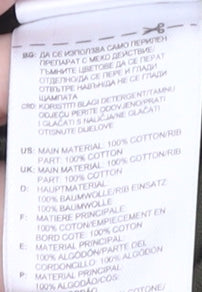 BG: ДА СЕ ИЗПОЛЗВА САМО ПЕРИЛЕН
ПРЕПАРАТ С МЕКО ДЕЙСТВИЕ.
ТЪМНИТЕ ЦВЕТОВЕ ДА СЕ ПЕРАТ
ОТДЕЛНО/ДА СЕ ПЕРЕ И ГЛАДИ
ОТВЪТРЕ НАВЪН/ДА НЕ СЕ ГЛАДИ
ЩАМПАТА
CRO: KORISTITI BLAGI DETERGENT/TAMNU
ODJEĆU PERITE ODVOJENO/PRATI
I GLAČATI S NALIČJA/NE GLAČATI
OTISNUTE DIJELOVE
US: MAIN MATERIAL: 100% COTTON/RIB
PART: 100% COTTON
UK: MAIN MATERIAL: 100% COTTON/RIB
PART: 100% COTTON
D: HAUPTMATERIAL:
100% BAUMWOLLE/RIB EINSATZ:
100% BAUMWOLLE
F: MATIERE PRINCIPALE:
100% COTON/EMPIECEMENT EN
BORD COTE: 100% COTON
E: MATERIAL PRINCIPAL:
100% ALGODÓN/PARTE DEL
CORDONCILLO: 100% ALGODÓN
P: MATERIAL PRINCIPAL:
100% ALGODÃO/CÓS: